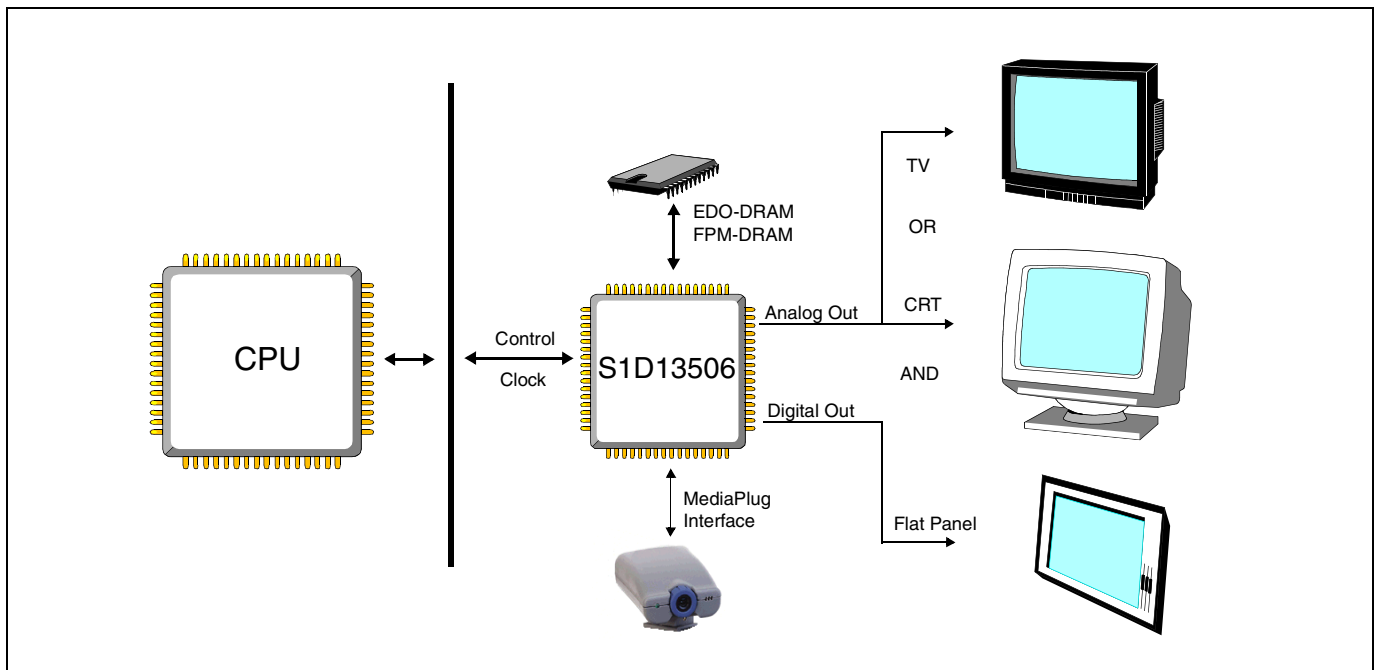 TV
EDO-DRAM
FPM-DRAM
OR
Analog Out
CRT
CPU
Control
Clock
S1D13506
AND
Digital Out
MediaPlug
Interface
Flat Panel